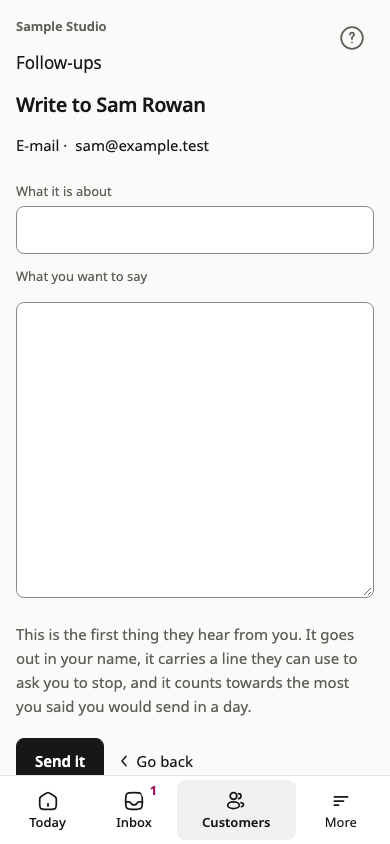 Sample Studio
Follow-ups
Write to Sam Rowan
E-mail · sam@example.test
What it is about
What you want to say
This is the first thing they hear from you. It goes
out in your name, it carries a line they can use to
ask you to stop, and it counts towards the most
you said you would send in a day.
Send it
Go back
1
Today
Inbox
Customers
More